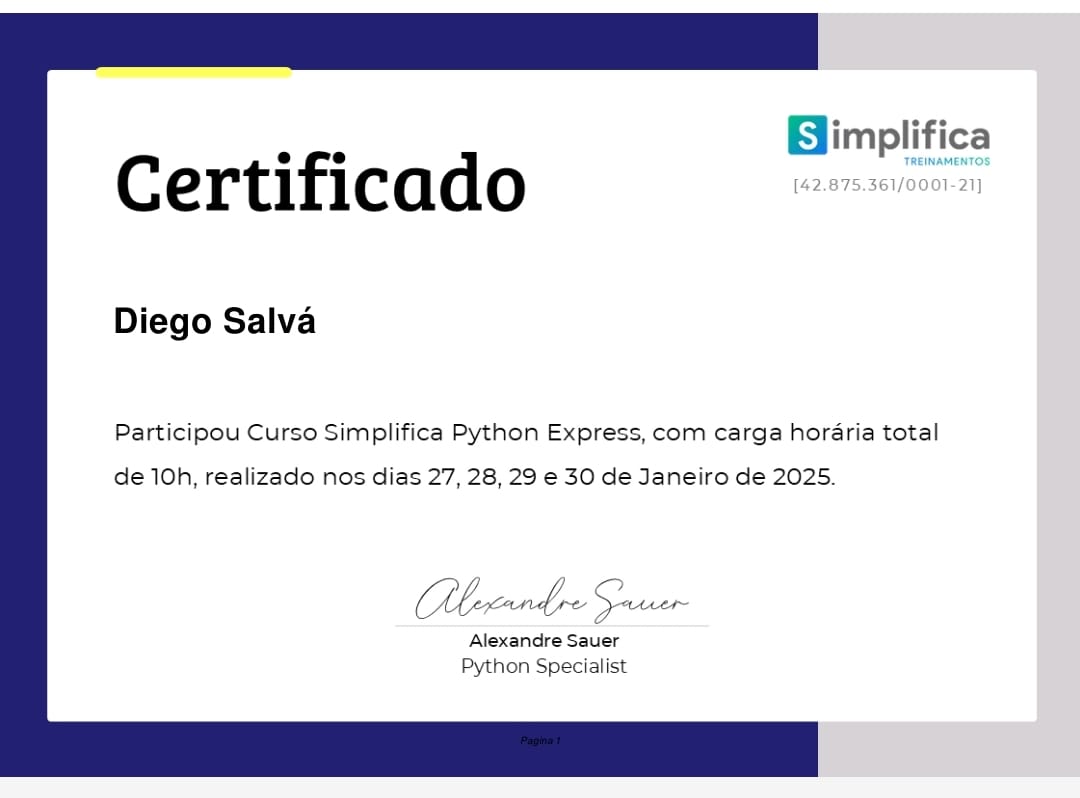 Simplifica
TREINAMENTOS
[42.875.361/0001-21]
Certificado
Diego Salvá
Participou Curso Simplifica Python Express, com carga horária total
de 10h, realizado nos dias 27, 28, 29 e 30 de Janeiro de 2025.
Alexandre Sauer
Alexandre Sauer
Python Specialist
Pagina 1